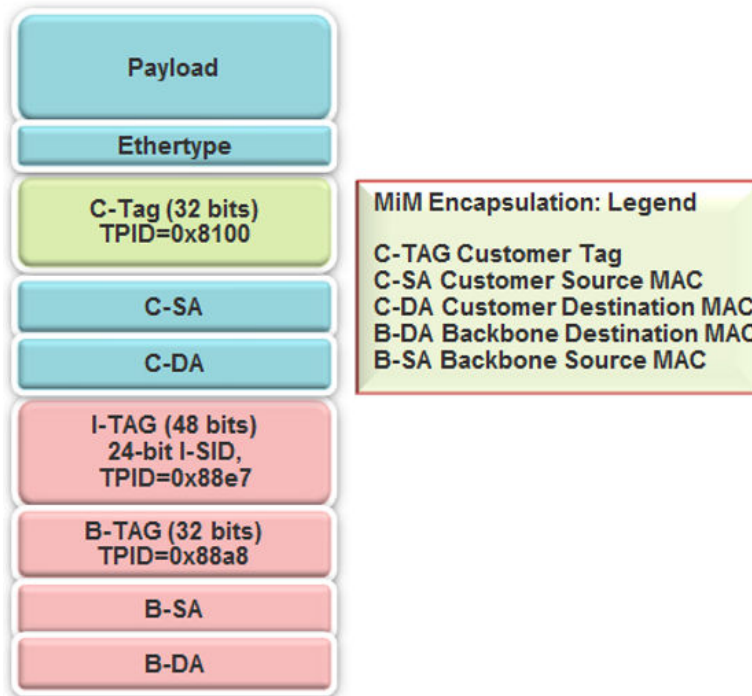 Payload
Ethertype
C-Tag (32 bits)
TPID=0x8100
C-SA
C-DA
I-TAG (48 bits)
24-bit I-SID,
TPID=0x88e7
B-TAG (32 bits)
TPID=0x88a8
B-SA
B-DA
MiM Encapsulation: Legend
C-TAG Customer Tag
C-SA Customer Source MAC
C-DA Customer Destination MAC
B-DA Backbone Destination MAC
B-SA Backbone Source MAC